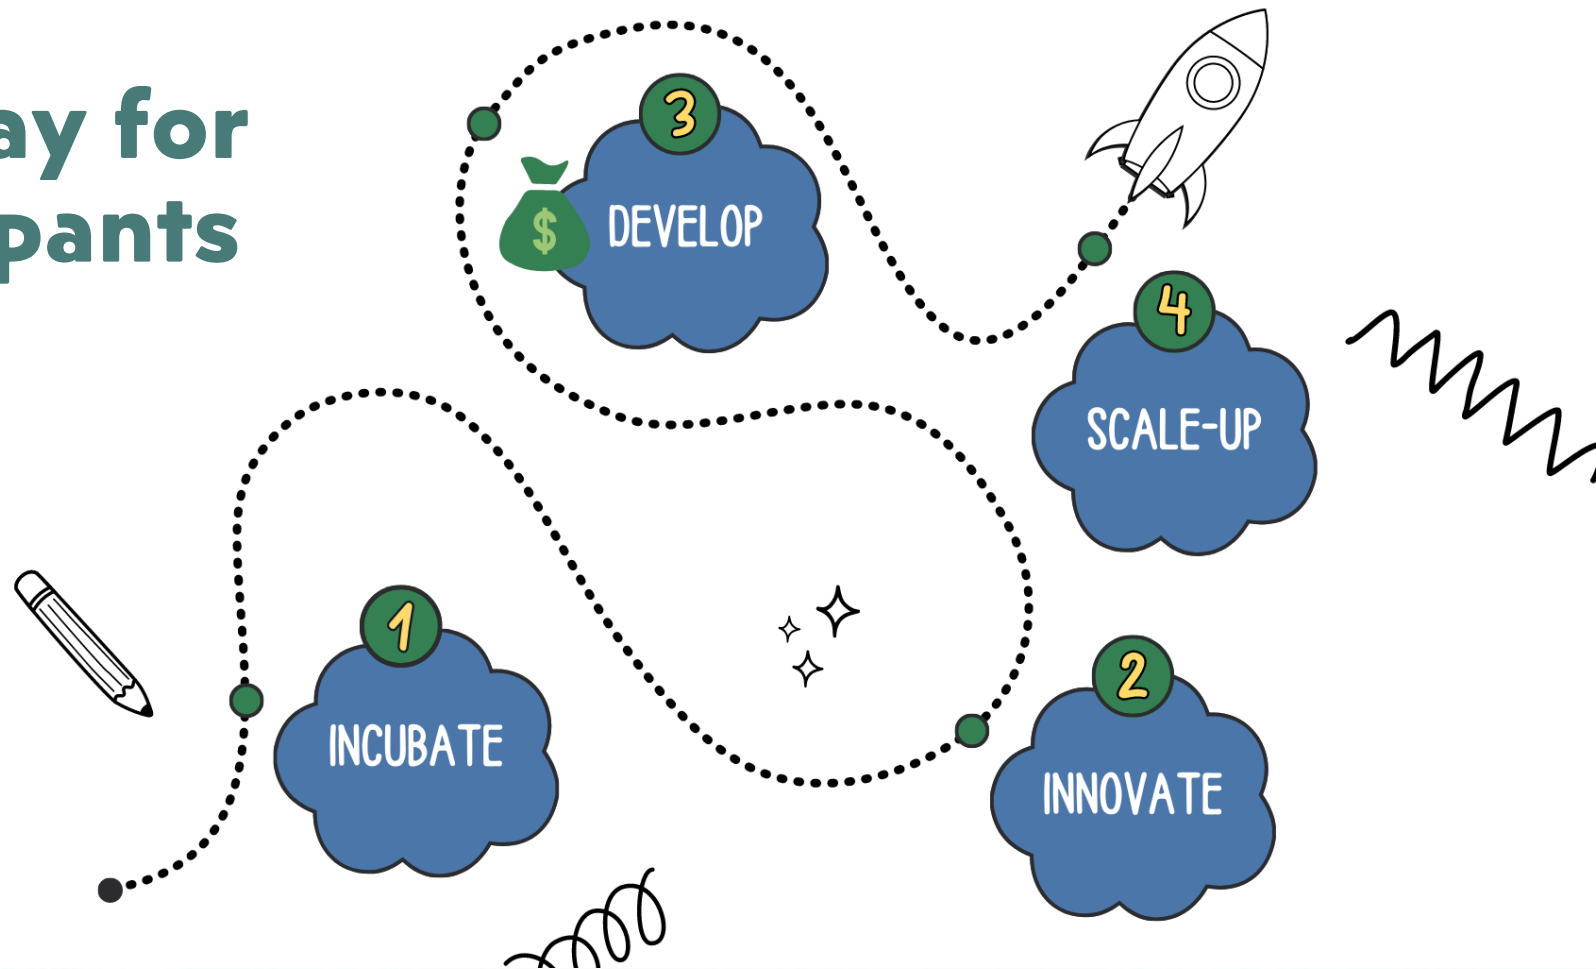 ay for
pants
3
DEVELOP
$
4
SCALE-UP
1
INCUBATE
2
INNOVATE